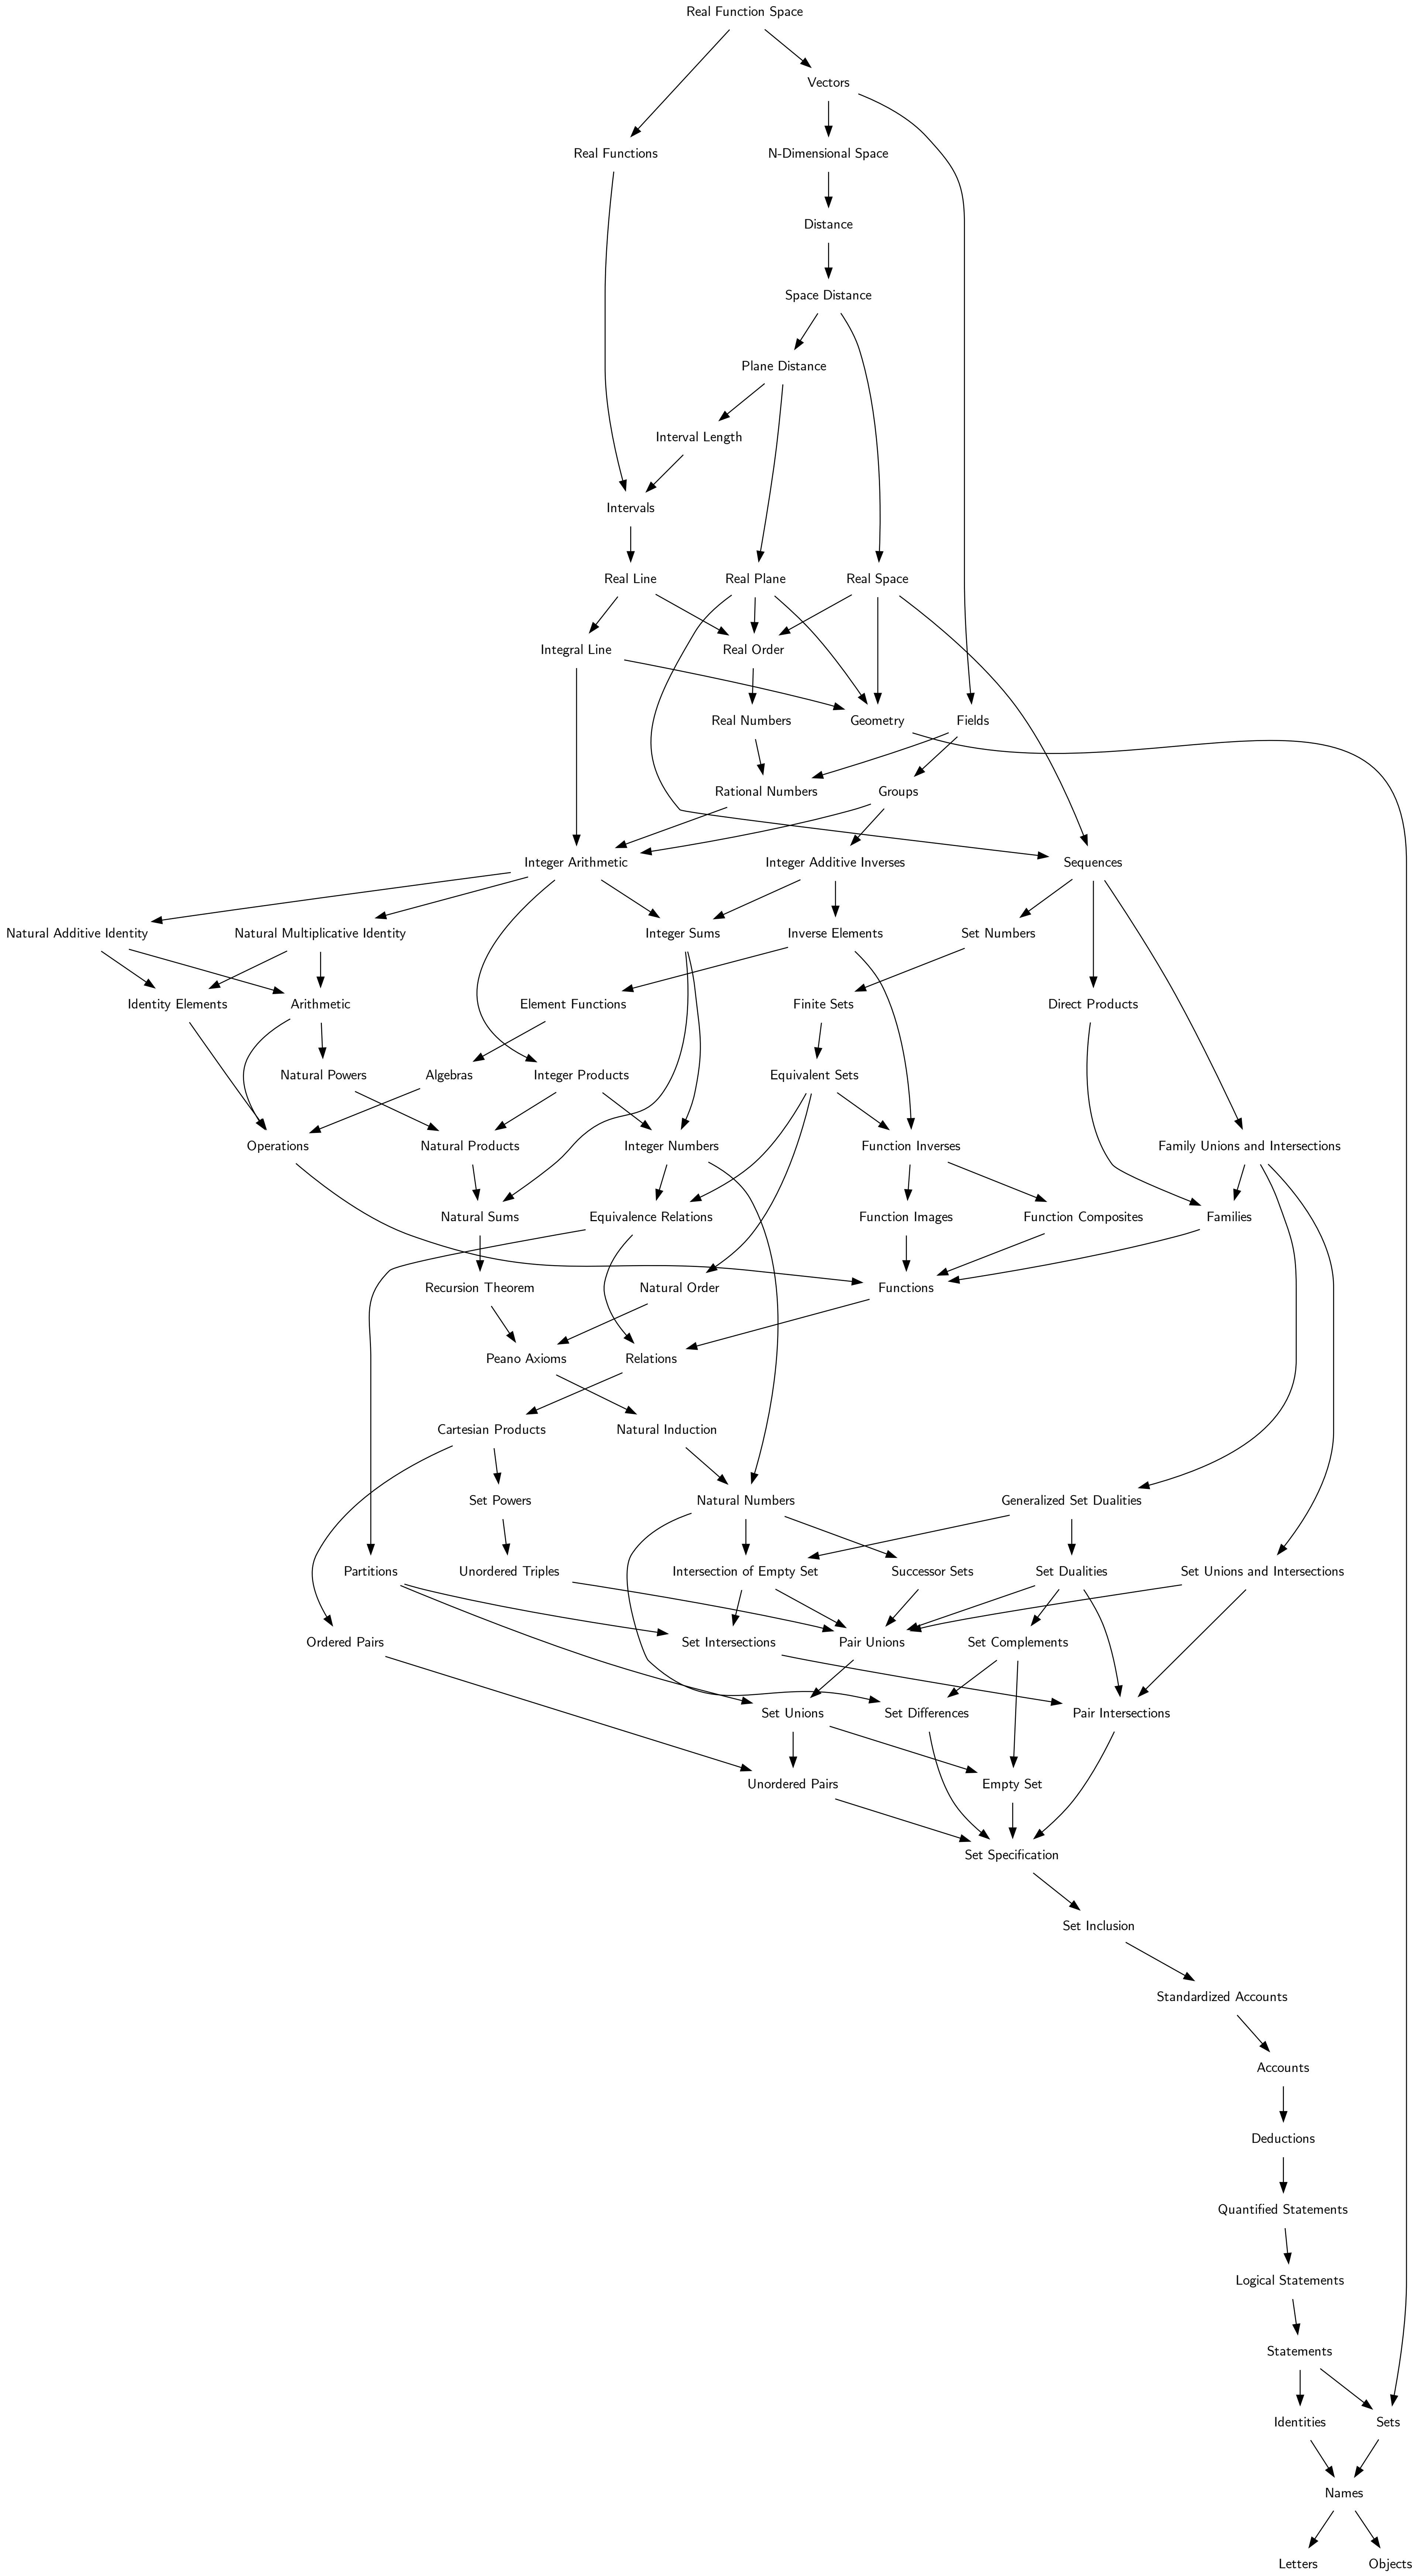 Real Function Space
Vectors
Real Functions
N-Dimensional Space
Distance
Space Distance
Plane Distance
Interval Length
Intervals
Real Line
Real Plane
Real Space
Integral Line
Real Order
Real Numbers
Geometry
Fields
Rational Numbers
Groups
Integer Arithmetic
Integer Additive Inverses
Sequences
Natural Additive Identity
Natural Multiplicative Identity
Integer Sums
Inverse Elements
Set Numbers
Identity Elements
Arithmetic
Element Functions
Finite Sets
Direct Products
Natural Powers
Algebras
Integer Products
Equivalent Sets
Operations
Natural Products
Integer Numbers
Function Inverses
Family Unions and Intersections
Natural Sums
Equivalence Relations
Function Images
Function Composites
Families
Recursion Theorem
Natural Order
Functions
Peano Axioms
Relations
Cartesian Products
Natural Induction
Set Powers
Natural Numbers
Generalized Set Dualities
Partitions
Unordered Triples
Intersection of Empty Set
Successor Sets
Set Dualities
Set Unions and Intersections
Ordered Pairs
Set Intersections
Pair Unions
Set Complements
Set Unions
Set Differences
Pair Intersections
Unordered Pairs
Empty Set
Set Specification
Set Inclusion
Standardized Accounts
Accounts
Deductions
Quantified Statements
Logical Statements
Statements
Identities
Sets
Names
Letters
Objects